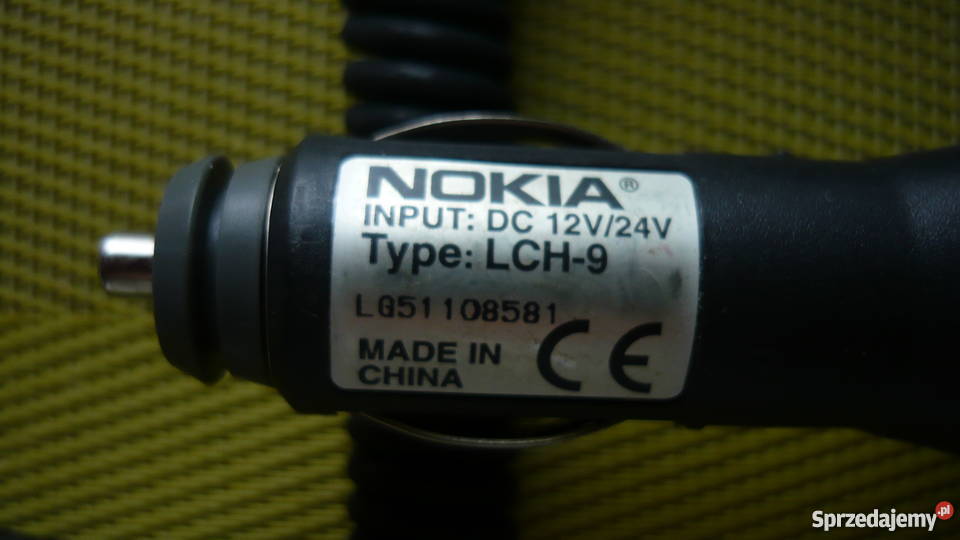 NOKIA®
INPUT: DC 12V/24V
Type: LCH-9
LG51108581
MADE IN
CHINA
CE
Sprzedajemy.pl